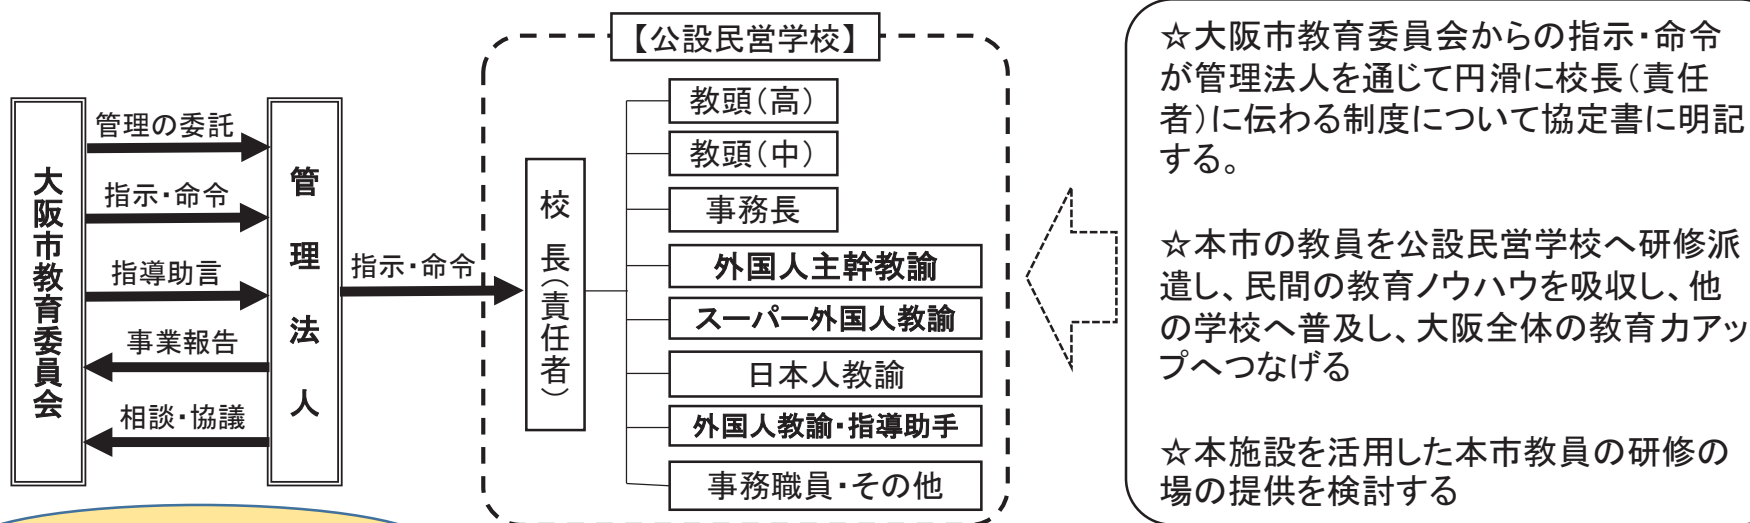 【公設民営学校】
大阪市教育委員会
管理の委託
指示・命令
指導助言
事業報告
相談・協議
管理法人
指示・命令
校長(責任者)
教頭(高)
教頭(中)
事務長
外国人主幹教諭
スーパー外国人教諭
日本人教諭
外国人教諭・指導助手
事務職員・その他
☆大阪市教育委員会からの指示・命令
が管理法人を通じて円滑に校長(責任
者)に伝わる制度について協定書に明記
する。
☆本市の教員を公設民営学校へ研修派
遣し、民間の教育ノウハウを吸収し、他
の学校へ普及し、大阪全体の教育力アッ
プへつなげる
☆本施設を活用した本市教員の研修の
場の提供を検討する